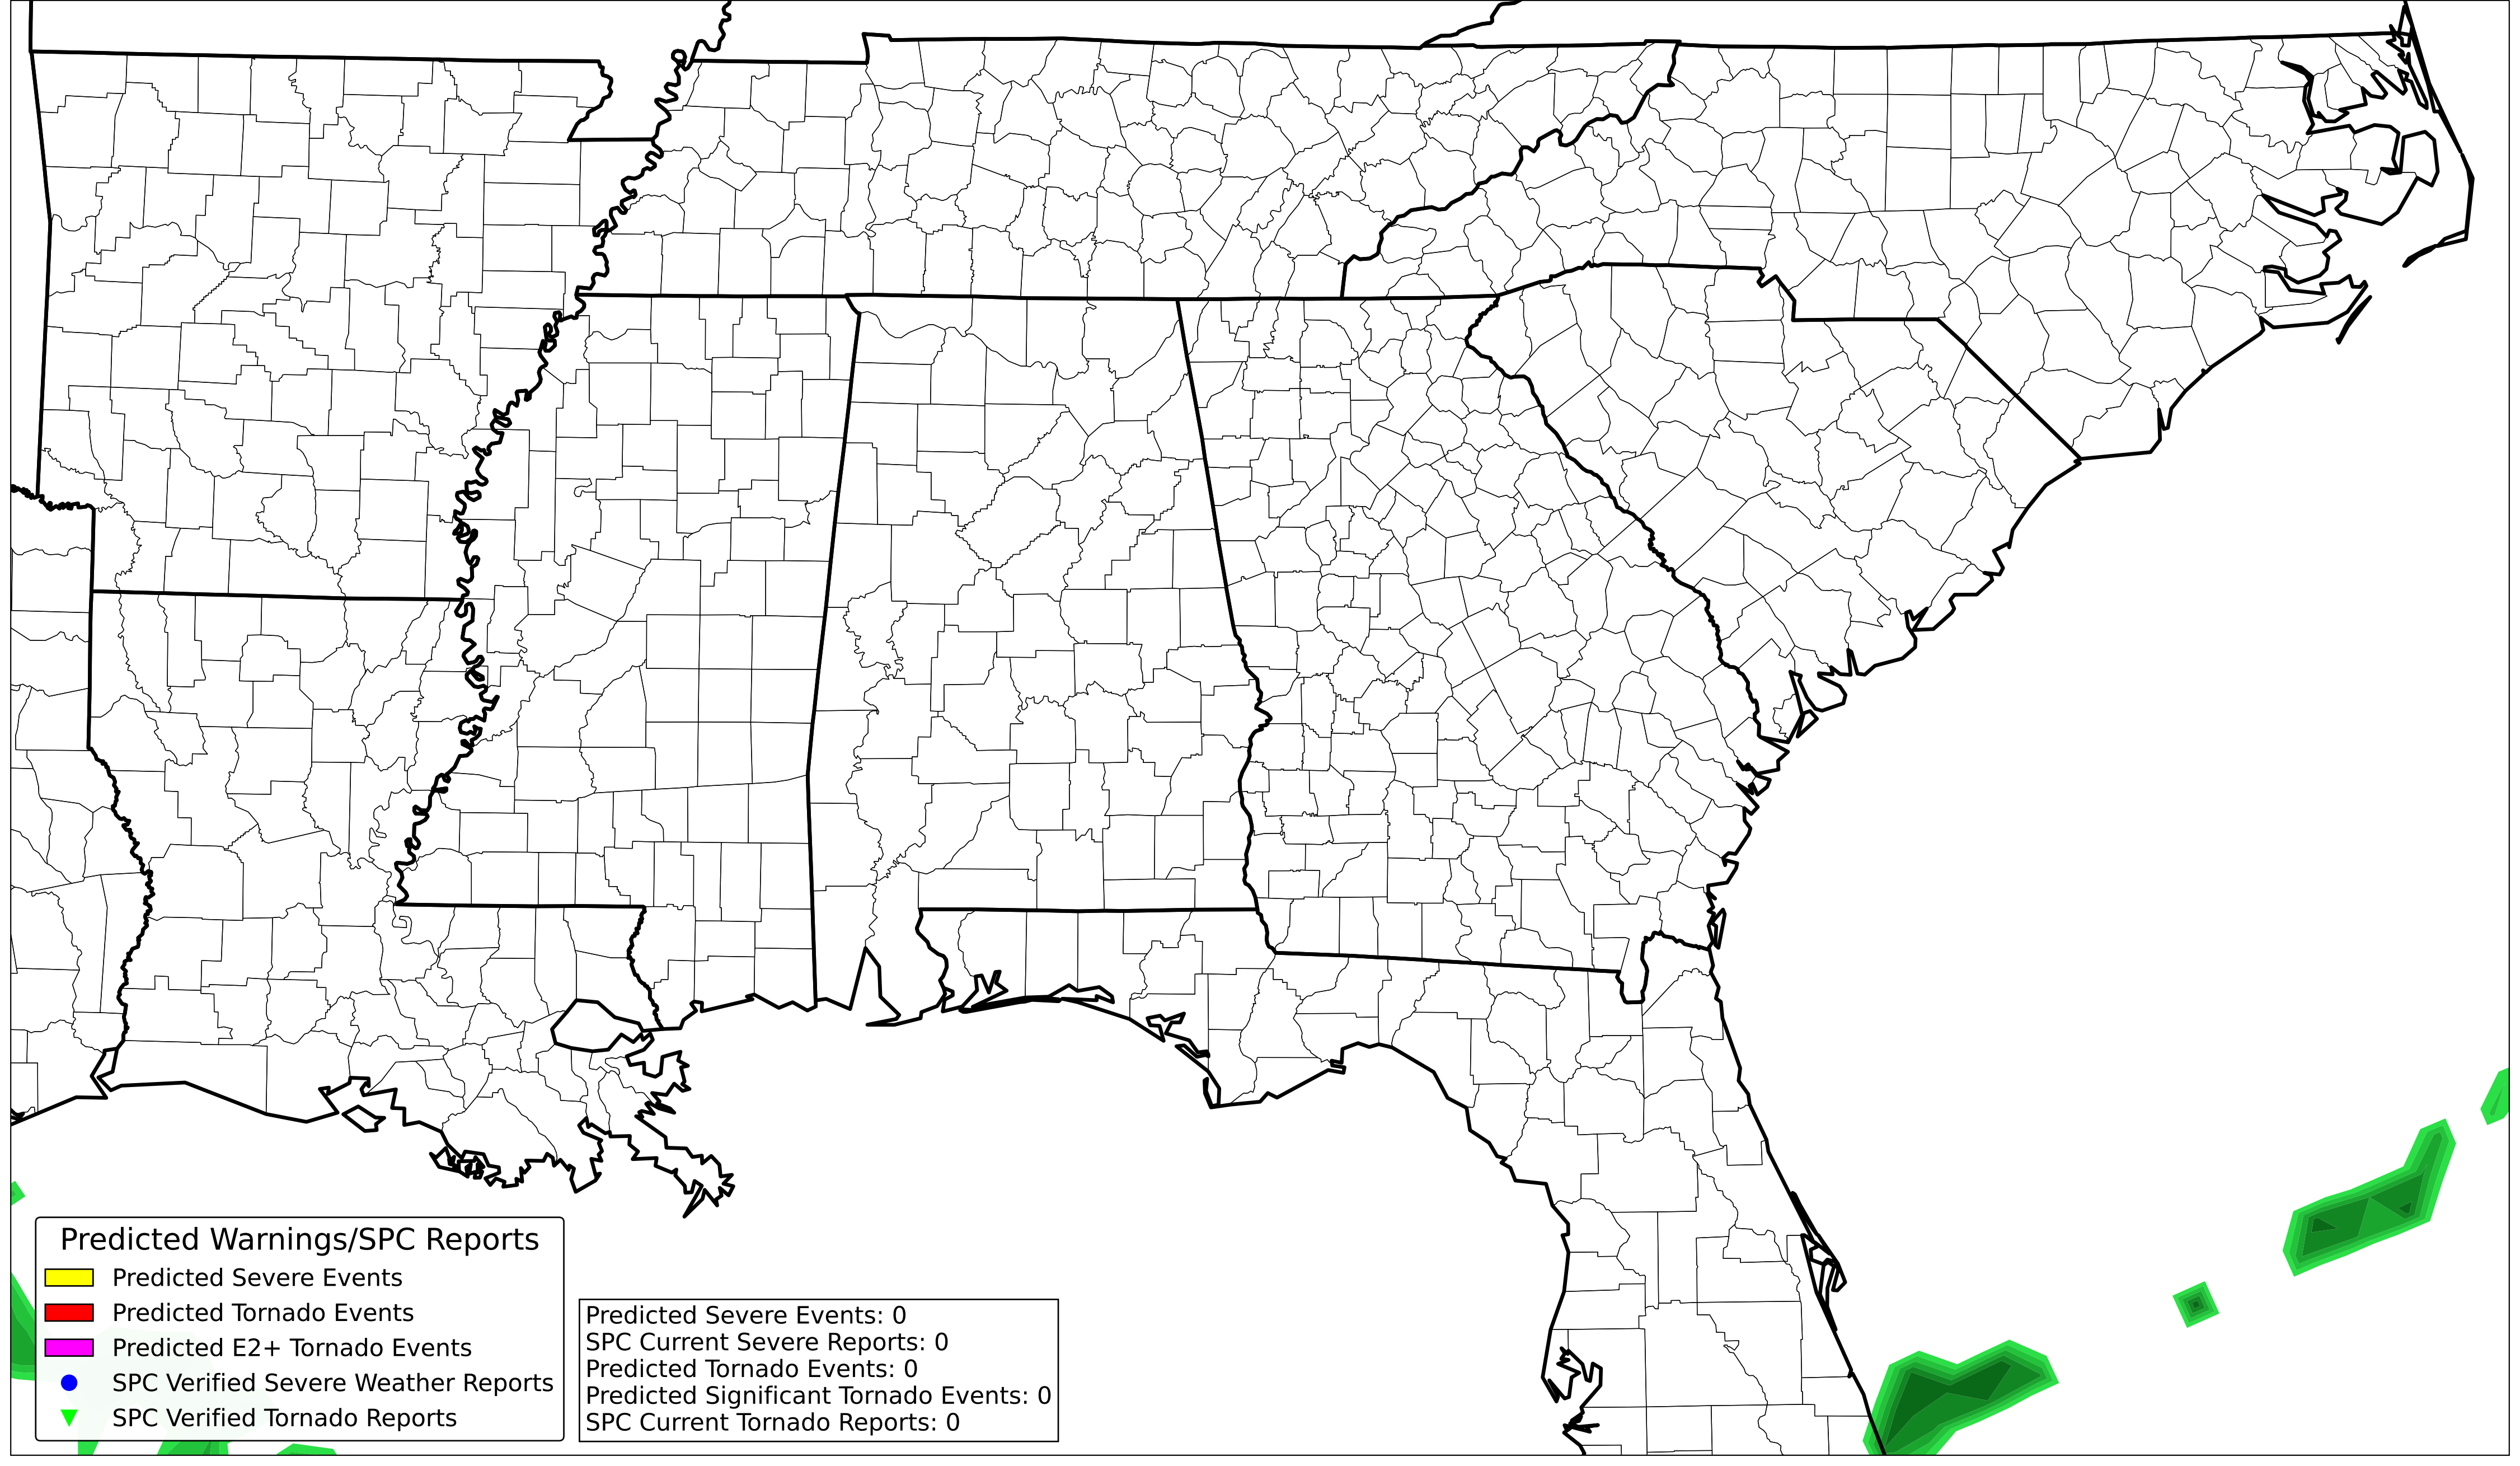 Predicted Warnings/SPC Reports
Predicted Severe Events
Predicted Tornado Events
Predicted E2+ Tornado Events
SPC Verified Severe Weather Reports
SPC Verified Tornado Reports
Predicted Severe Events: 0
SPC Current Severe Reports: 0
Predicted Tornado Events: 0
Predicted Significant Tornado Events: 0
SPC Current Tornado Reports: 0